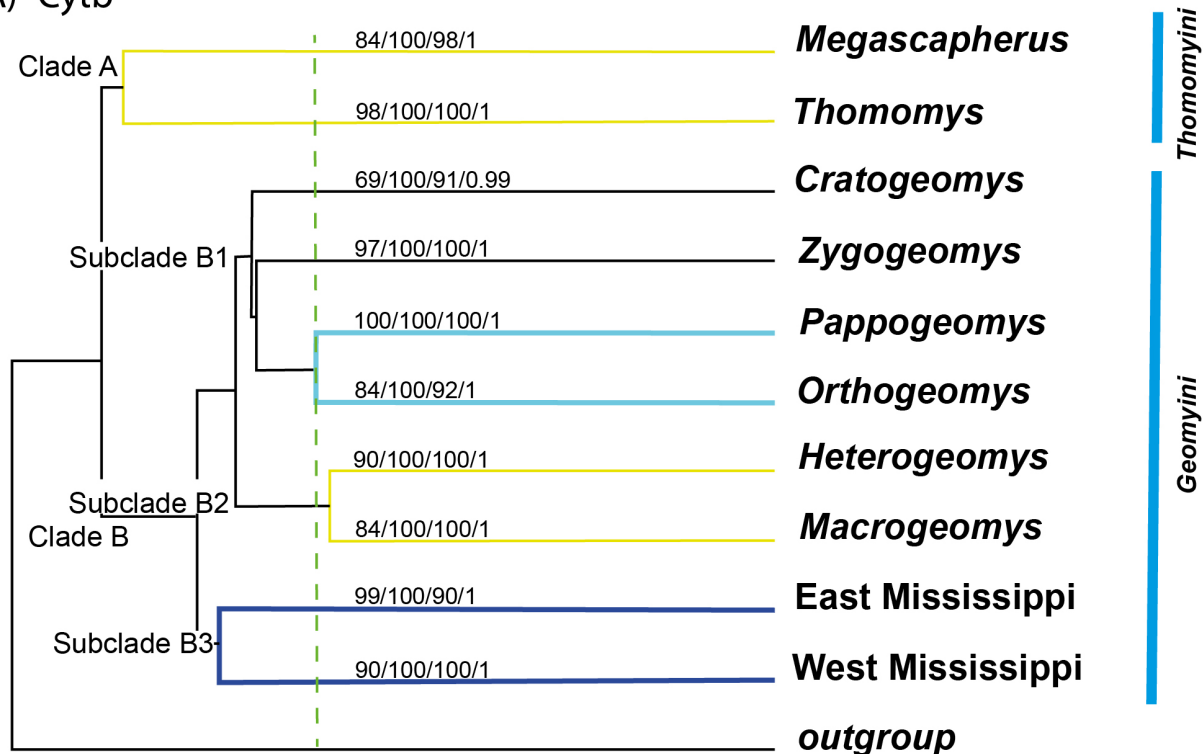 A) Cytb
84/100/98/1
Megascapherus
Clade A
98/100/100/1
Thomomys
Thomomyini
69/100/91/0.99
Cratogeomys
97/100/100/1
Zygogeomys
Subclade B1
100/100/100/1
Pappogeomys
84/100/92/1
Orthogeomys
Geomyini
90/100/100/1
Heterogeomys
Subclade B2
84/100/100/1
Macrogeomys
Clade B
99/100/90/1
East Mississippi
Subclade B3
90/100/100/1
West Mississippi
outgroup